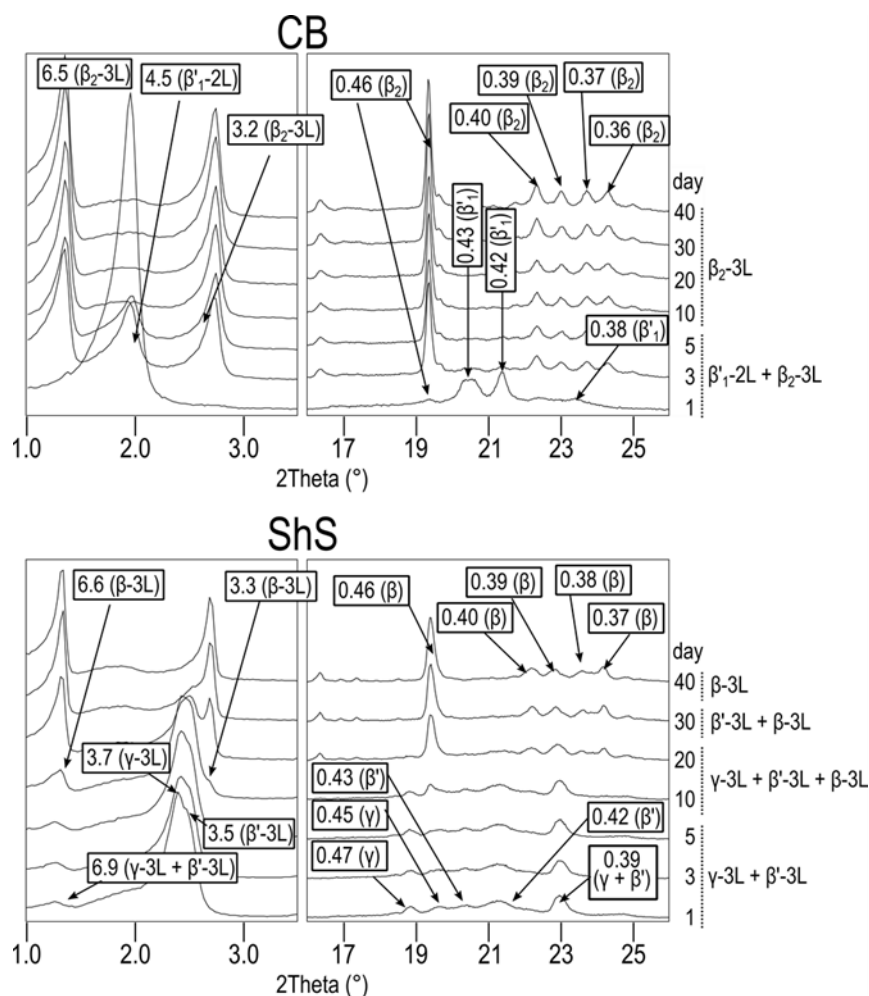 CB
6.5 (β₂-3L)
4.5 (β'₁-2L)
3.2 (β₂-3L)
0.46 (β₂)
0.39 (β₂)
0.37 (β₂)
0.40 (β₂)
0.36 (β₂)
0.43 (β'₁)
0.42 (β'₁)
0.38 (β'₁)
day
40
30
20
10
5
3
1
β₂-3L
β'₁-2L + β₂-3L
1.0 2.0 3.0 17 19 21 23 25
2Theta (°)
ShS
6.6 (β-3L)
3.3 (β-3L)
3.7 (γ-3L)
3.5 (β'-3L)
6.9 (γ-3L + β'-3L)
0.46 (β)
0.39 (β)
0.38 (β)
0.40 (β)
0.37 (β)
0.43 (β')
0.45 (γ)
0.47 (γ)
0.42 (β')
0.39
(γ + β')
day
40
30
20
10
5
3
1
β-3L
β'-3L + β-3L
γ-3L + β'-3L + β-3L
γ-3L + β'-3L
1.0 2.0 3.0 17 19 21 23 25
2Theta (°)